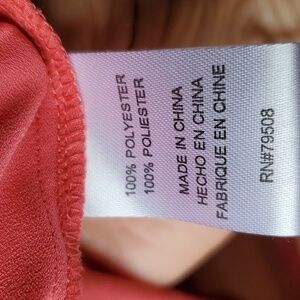 100% POLYESTER
100% POLIESTER
MADE IN CHINA
HECHO EN CHINA
FABRIQUE EN CHINE
RN#79508